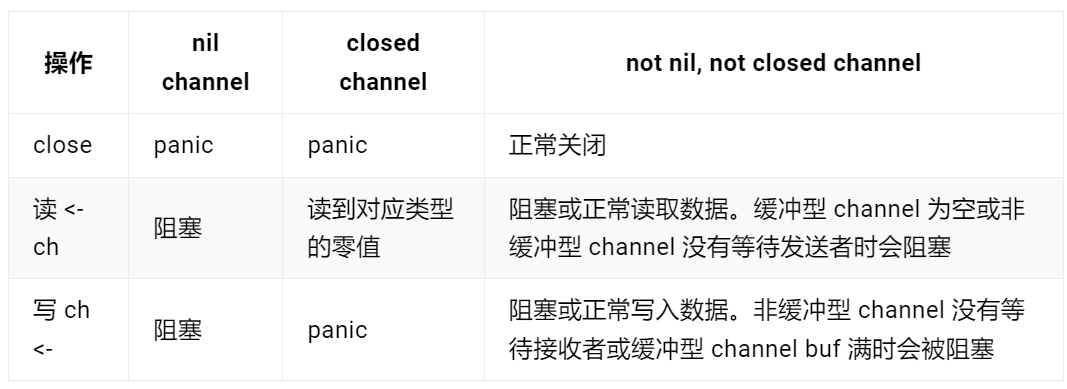 操作
nil
channel
closed
channel
not nil, not closed channel
close
panic
panic
正常关闭
读 <-
ch
阻塞
读到对应类型
的零值
阻塞或正常读取数据。缓冲型 channel 为空或非
缓冲型 channel 没有等待发送者时会阻塞
写 ch
<-
阻塞
panic
阻塞或正常写入数据。非缓冲型 channel 没有等
待接收者或缓冲型 channel buf 满时会被阻塞